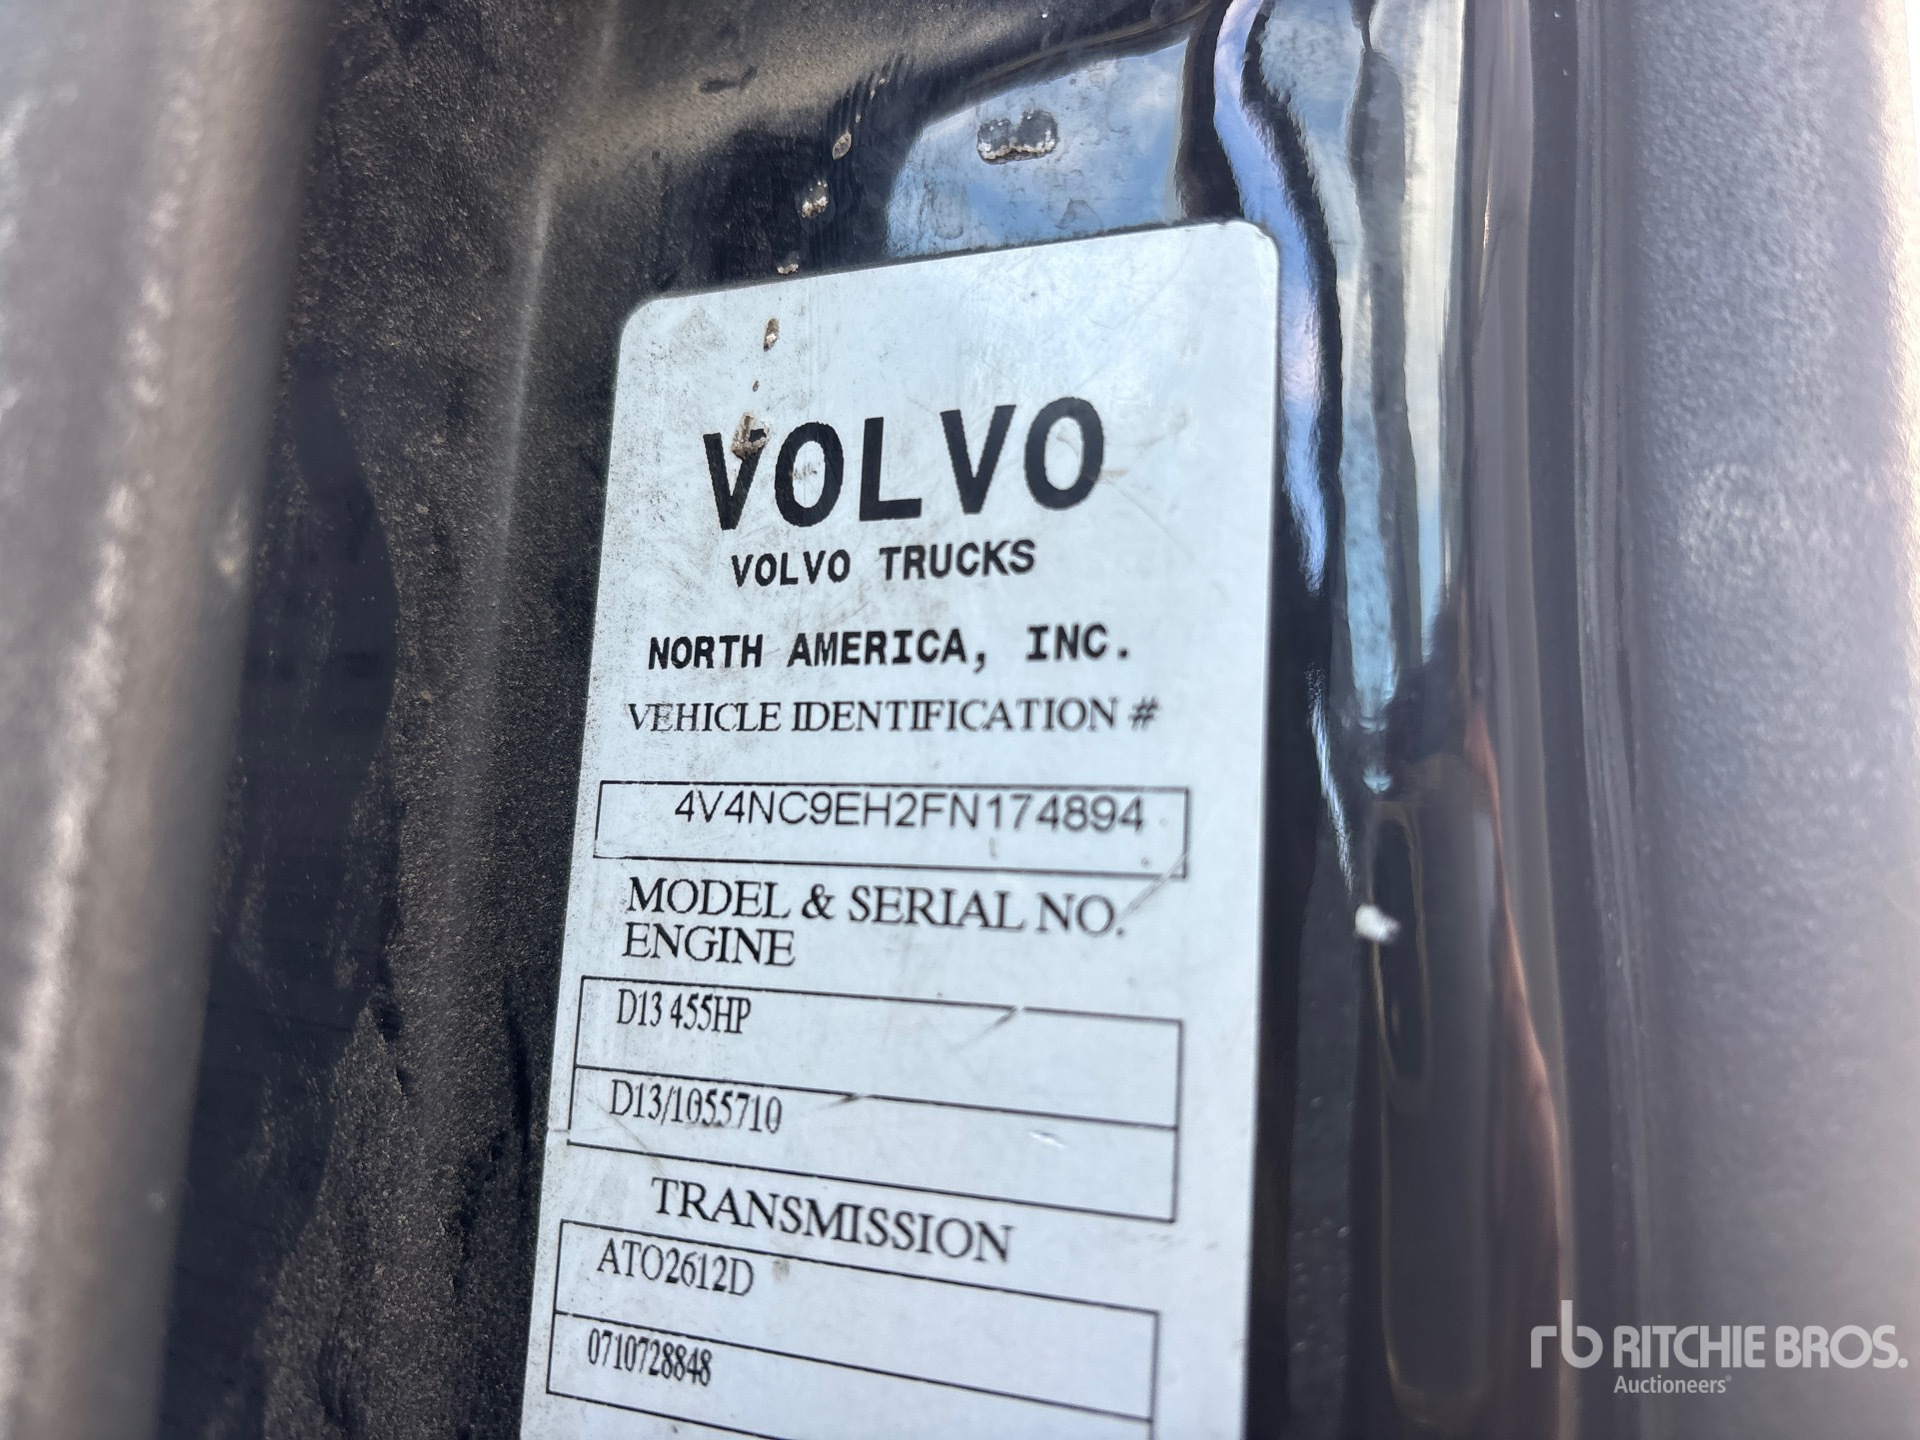 VOLVO
VOLVO TRUCKS
NORTH AMERICA, INC.
VEHICLE IDENTIFICATION #
4V4NC9EH2FN174894
MODEL & SERIAL NO.
ENGINE
D13 455HP
D13/1055710
TRANSMISSION
ATO2612D
0710728848
rb RITCHIE BROS.
Auctioneers